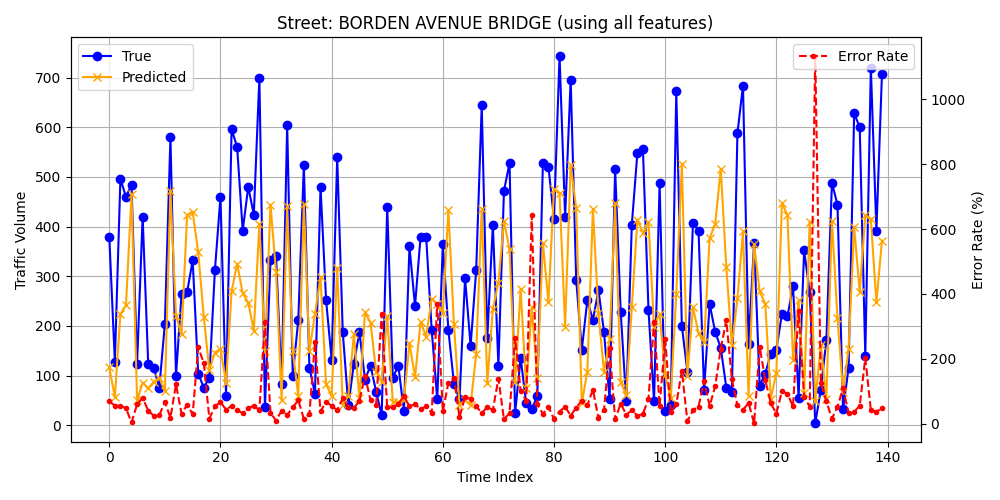 Street: BORDEN AVENUE BRIDGE (using all features)
True
Predicted
Error Rate
700
600
500
400
300
200
100
0
Traffic Volume
1000
800
600
400
200
0
Error Rate (%)
0 20 40 60 80 100 120 140
Time Index